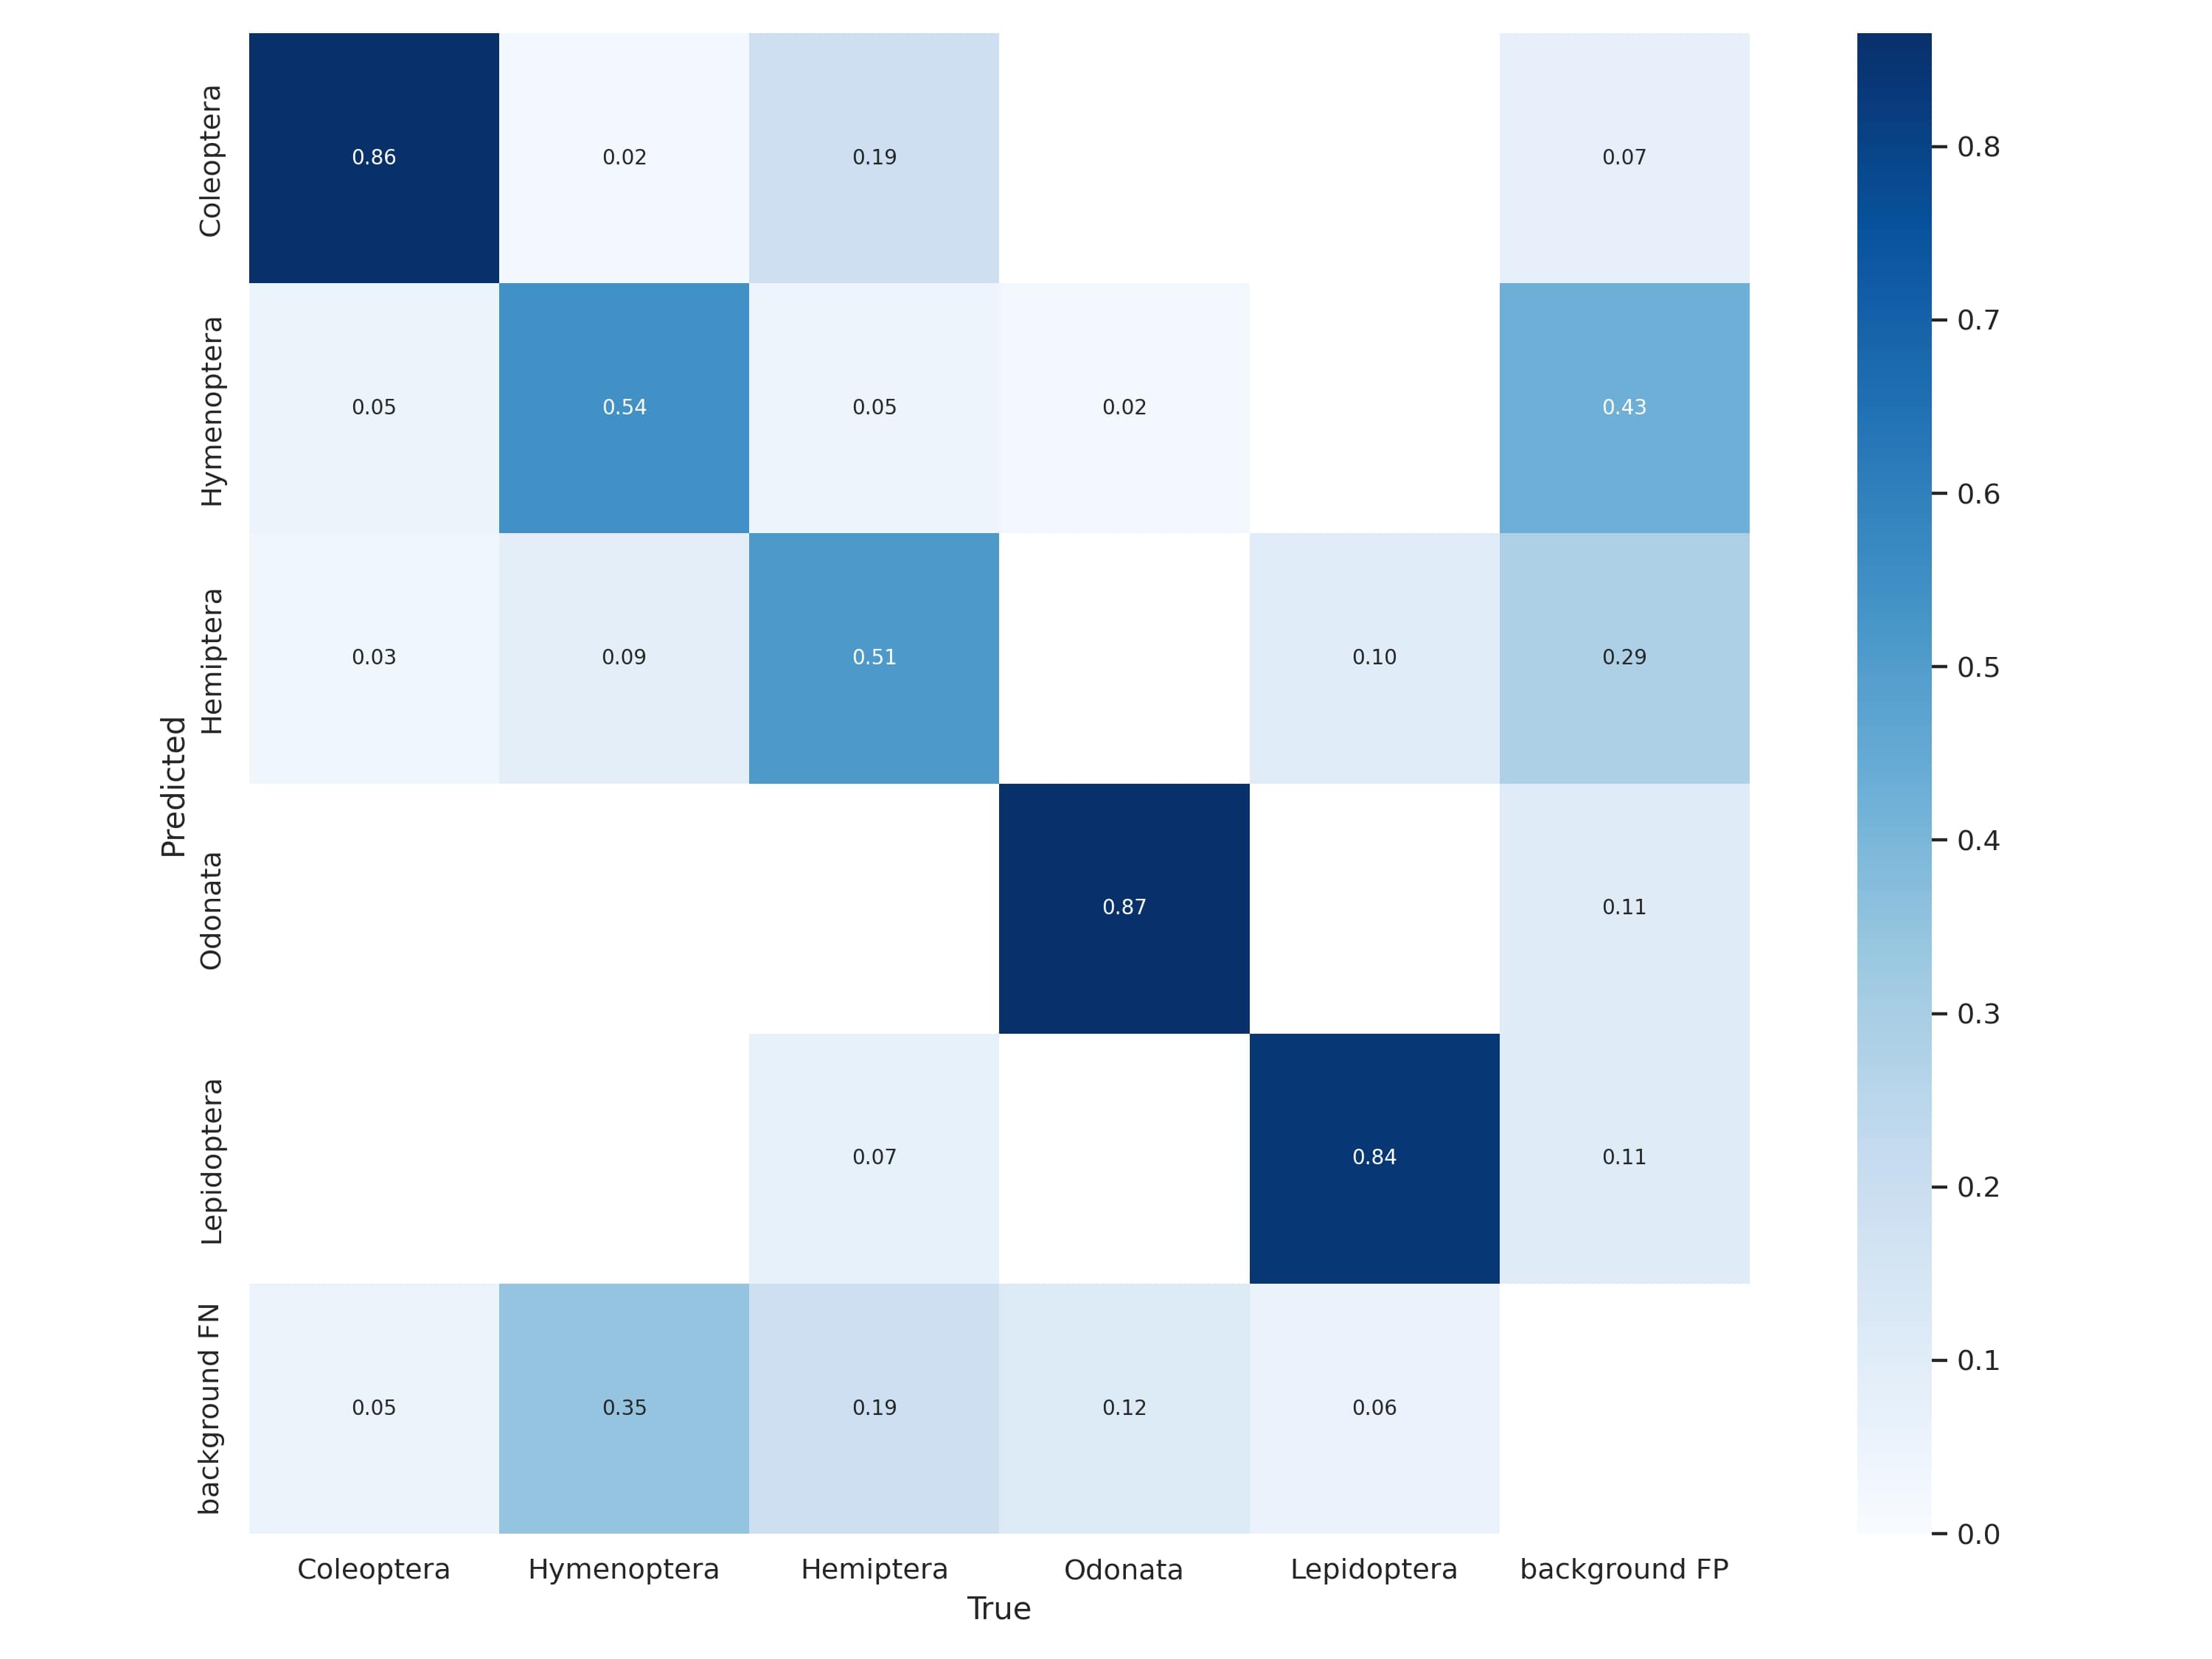 Predicted
Coleoptera
0.86 0.02 0.19 0.07
Hymenoptera
0.05 0.54 0.05 0.02 0.43
Hemiptera
0.03 0.09 0.51 0.10 0.29
Odonata
0.87 0.11
Lepidoptera
0.07 0.84 0.11
background FN
0.05 0.35 0.19 0.12 0.06
Coleoptera Hymenoptera Hemiptera Odonata Lepidoptera background FP
True
0.8
0.7
0.6
0.5
0.4
0.3
0.2
0.1
0.0